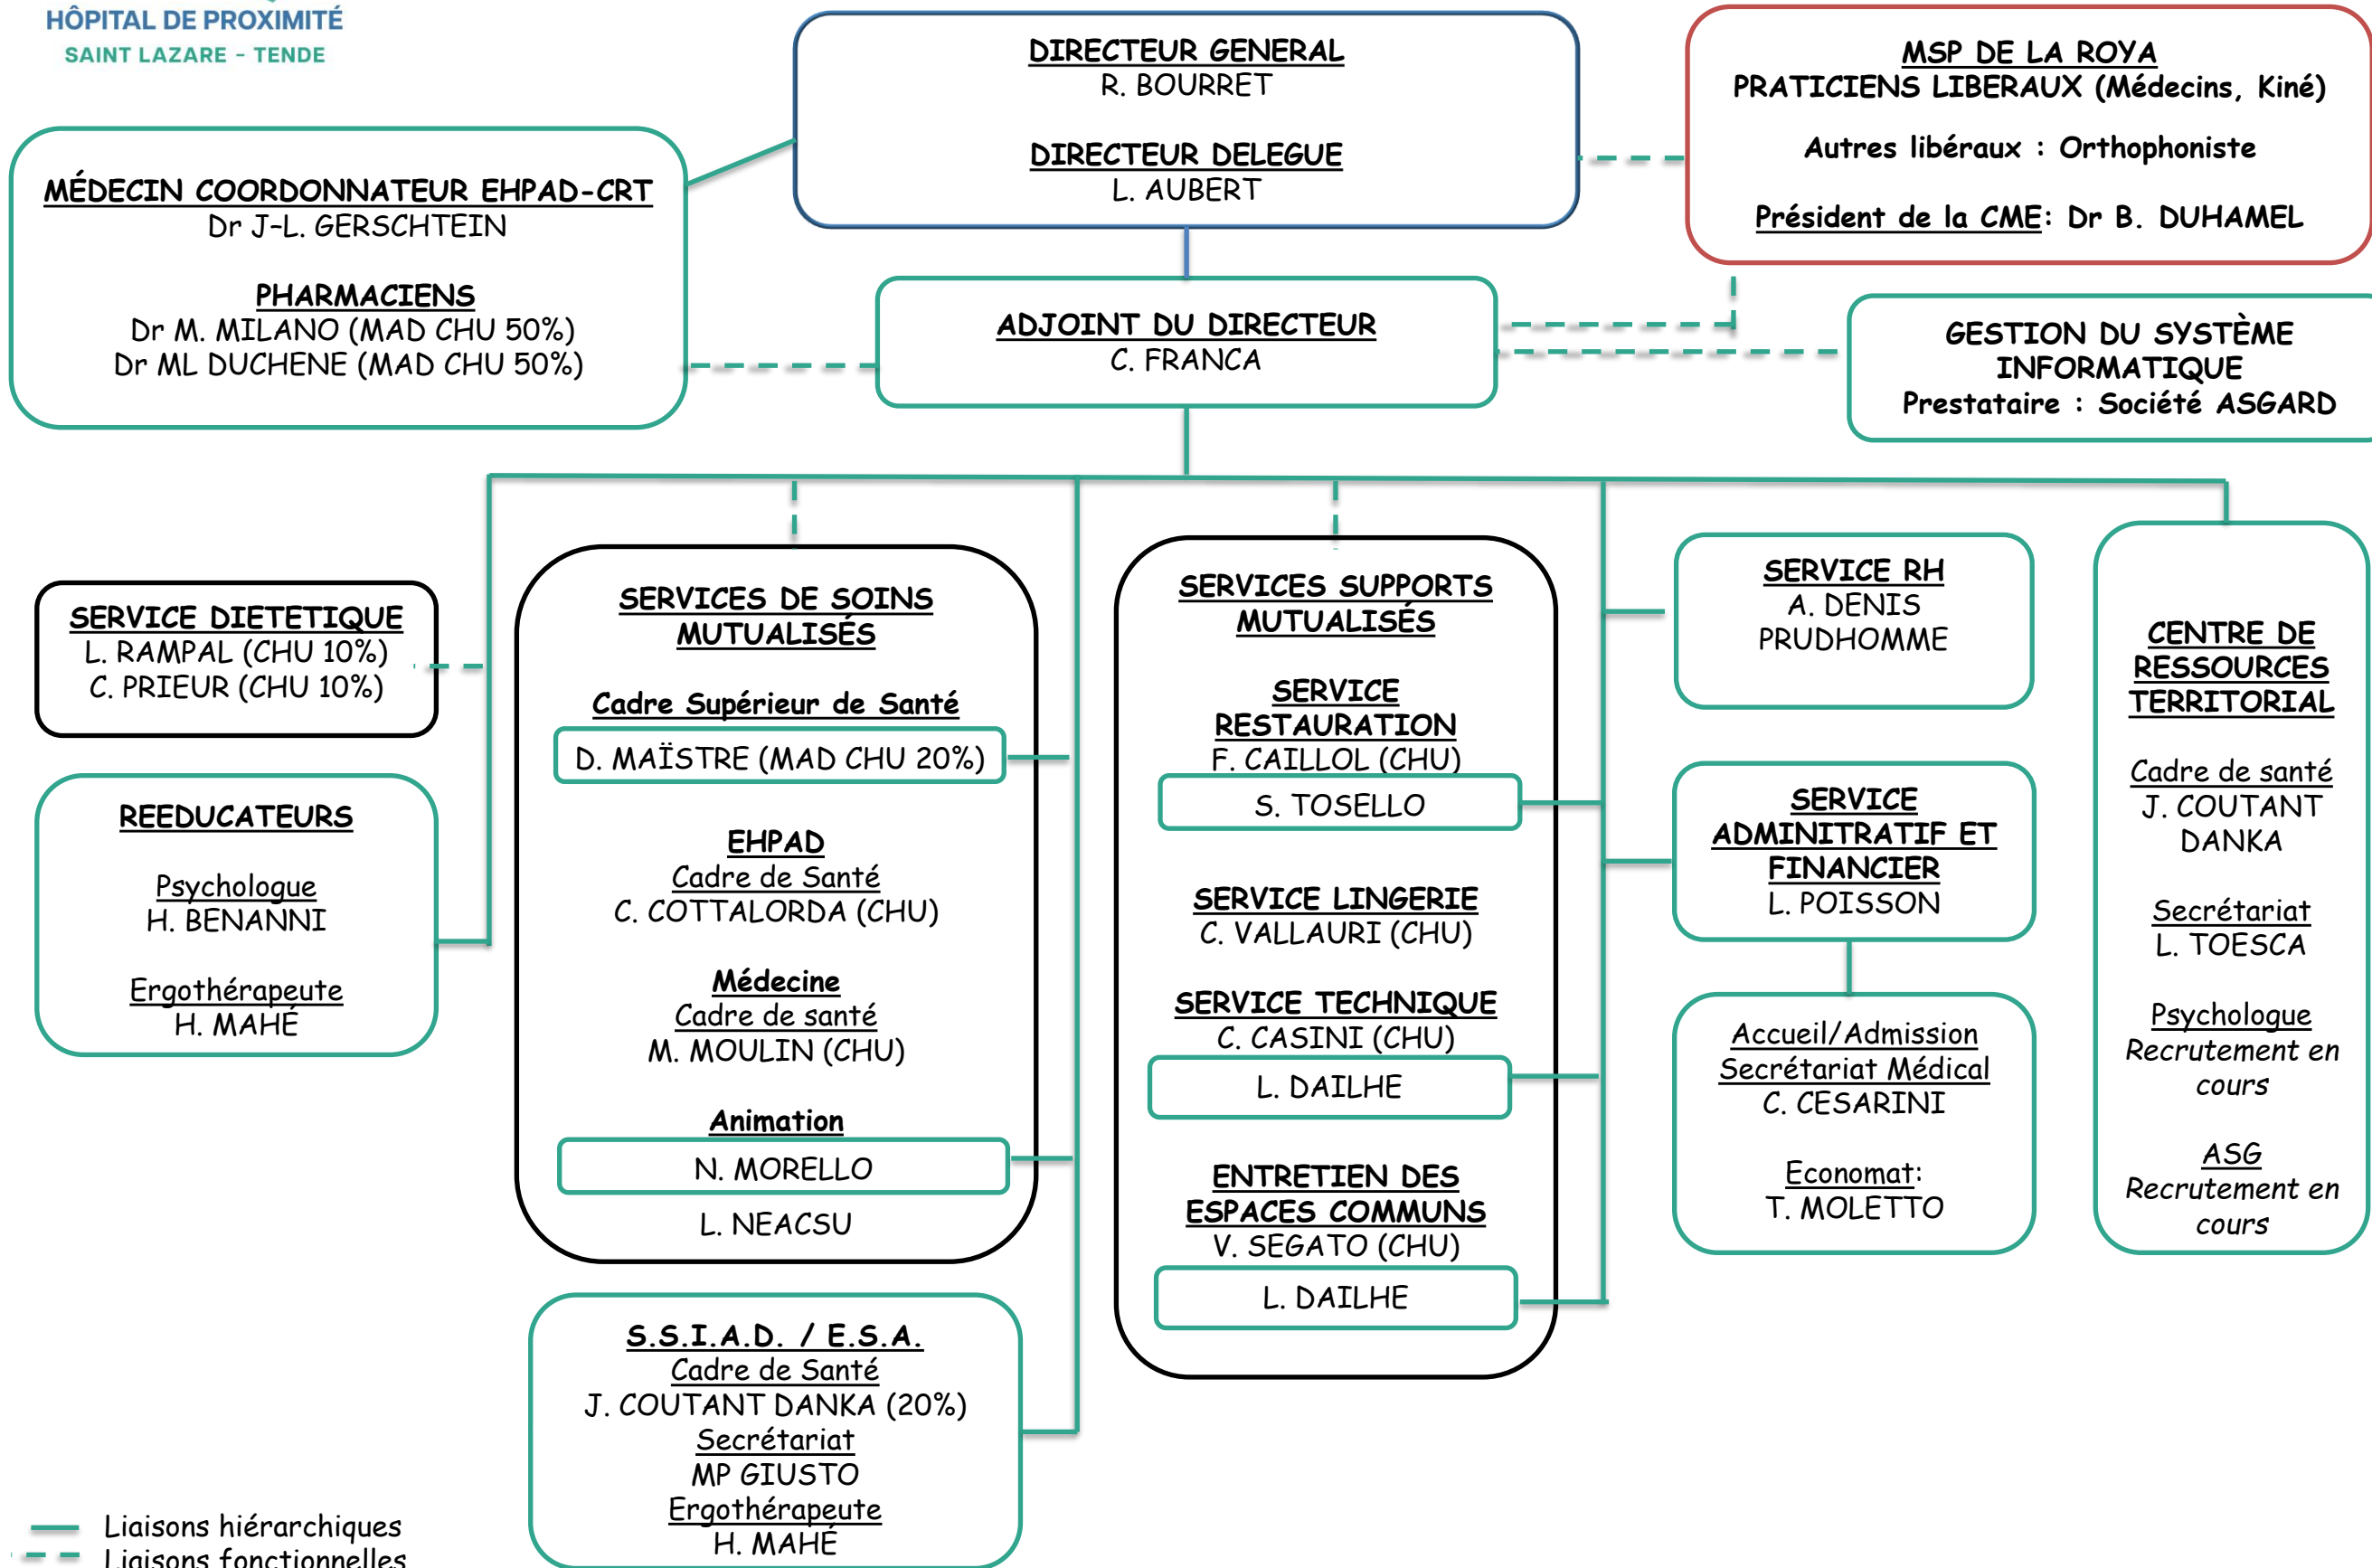 HÔPITAL DE PROXIMITÉ
SAINT LAZARE - TENDE
DIRECTEUR GENERAL
R. BOURRET
DIRECTEUR DELEGUE
L. AUBERT
MSP DE LA ROYA
PRATICIENS LIBERAUX (Médecins, Kiné)
Autres libéraux : Orthophoniste
Président de la CME: Dr B. DUHAMEL
MÉDECIN COORDONNATEUR EHPAD-CRT
Dr J-L. GERSCHTEIN
PHARMACIENS
Dr M. MILANO (MAD CHU 50%)
Dr ML DUCHENE (MAD CHU 50%)
ADJOINT DU DIRECTEUR
C. FRANCA
GESTION DU SYSTÈME
INFORMATIQUE
Prestataire : Société ASGARD
SERVICE DIETETIQUE
L. RAMPAL (CHU 10%)
C. PRIEUR (CHU 10%)
REEDUCATEURS
Psychologue
H. BENANNI
Ergothérapeute
H. MAHÉ
SERVICES DE SOINS
MUTUALISÉS
Cadre Supérieur de Santé
D. MAÏSTRE (MAD CHU 20%)
EHPAD
Cadre de Santé
C. COTTALORDA (CHU)
Médecine
Cadre de santé
M. MOULIN (CHU)
Animation
N. MORELLO
L. NEACSU
S.S.I.A.D. / E.S.A.
Cadre de Santé
J. COUTANT DANKA (20%)
Secrétariat
MP GIUSTO
Ergothérapeute
H. MAHÉ
SERVICES SUPPORTS
MUTUALISÉS
SERVICE
RESTAURATION
F. CAILLOL (CHU)
S. TOSELLO
SERVICE LINGERIE
C. VALLAURI (CHU)
SERVICE TECHNIQUE
C. CASINI (CHU)
L. DAILHE
ENTRETIEN DES
ESPACES COMMUNS
V. SEGATO (CHU)
L. DAILHE
SERVICE RH
A. DENIS
PRUDHOMME
SERVICE
ADMINITRATIF ET
FINANCIER
L. POISSON
Accueil/Admission
Secrétariat Médical
C. CESARINI
Economat:
T. MOLETTO
CENTRE DE
RESSOURCES
TERRITORIAL
Cadre de santé
J. COUTANT
DANKA
Secrétariat
L. TOESCA
Psychologue
Recrutement en
cours
ASG
Recrutement en
cours
Liaisons hiérarchiques
Liaisons fonctionnelles